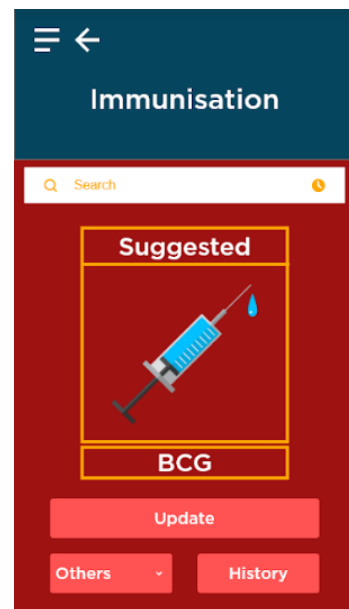 Immunisation
Search
Suggested
BCG
Update
Others
History